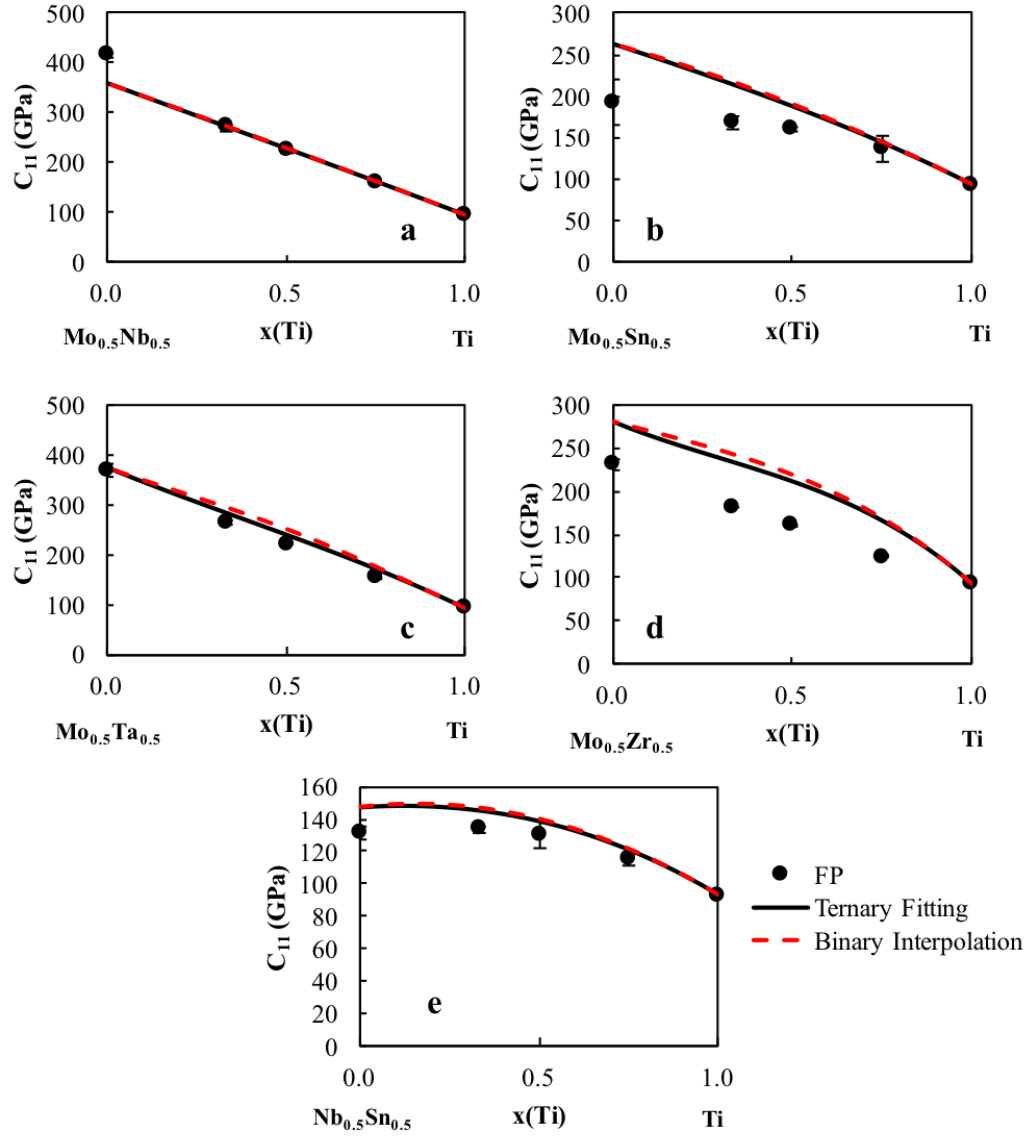 500
400
300
200
100
0
C₁₁ (GPa)
a
0.0 0.5 1.0
Mo₀.₅Nb₀.₅ x(Ti) Ti
300
250
200
150
100
50
0
C₁₁ (GPa)
b
0.0 0.5 1.0
Mo₀.₅Sn₀.₅ x(Ti) Ti
500
400
300
200
100
0
C₁₁ (GPa)
c
0.0 0.5 1.0
Mo₀.₅Ta₀.₅ x(Ti) Ti
300
250
200
150
100
50
0
C₁₁ (GPa)
d
0.0 0.5 1.0
Mo₀.₅Zr₀.₅ x(Ti) Ti
160
140
120
100
80
60
40
20
0
C₁₁ (GPa)
e
0.0 0.5 1.0
Nb₀.₅Sn₀.₅ x(Ti) Ti
FP
Ternary Fitting
Binary Interpolation